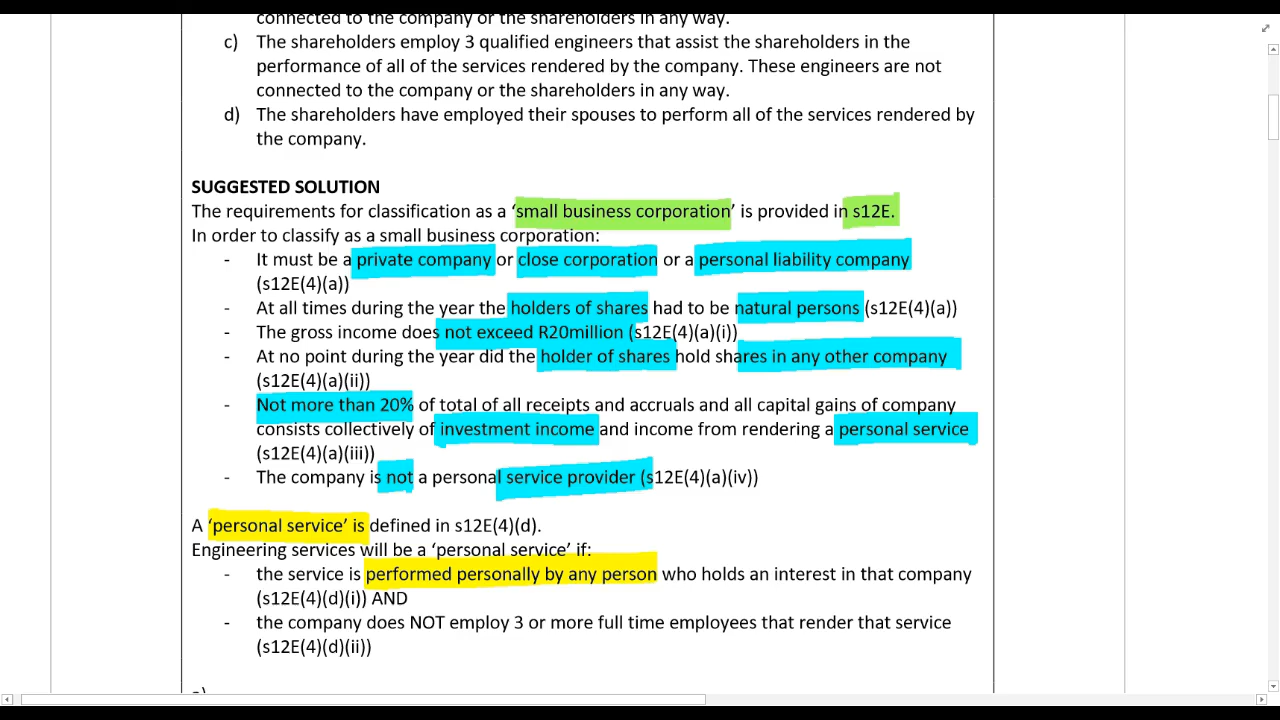 connected to the company or the shareholders in any way.
c) The shareholders employ 3 qualified engineers that assist the shareholders in the
performance of all of the services rendered by the company. These engineers are not
connected to the company or the shareholders in any way.
d) The shareholders have employed their spouses to perform all of the services rendered by
the company.
SUGGESTED SOLUTION
The requirements for classification as a ‘small business corporation’ is provided in s12E.
In order to classify as a small business corporation:
- It must be a private company or close corporation or a personal liability company
(s12E(4)(a))
- At all times during the year the holders of shares had to be natural persons (s12E(4)(a))
- The gross income does not exceed R20million (s12E(4)(a)(i))
- At no point during the year did the holder of shares hold shares in any other company
(s12E(4)(a)(ii))
- Not more than 20% of total of all receipts and accruals and all capital gains of company
consists collectively of investment income and income from rendering a personal service
(s12E(4)(a)(iii))
- The company is not a personal service provider (s12E(4)(a)(iv))
A ‘personal service’ is defined in s12E(4)(d).
Engineering services will be a ‘personal service’ if:
- the service is performed personally by any person who holds an interest in that company
(s12E(4)(d)(i)) AND
- the company does NOT employ 3 or more full time employees that render that service
(s12E(4)(d)(ii))